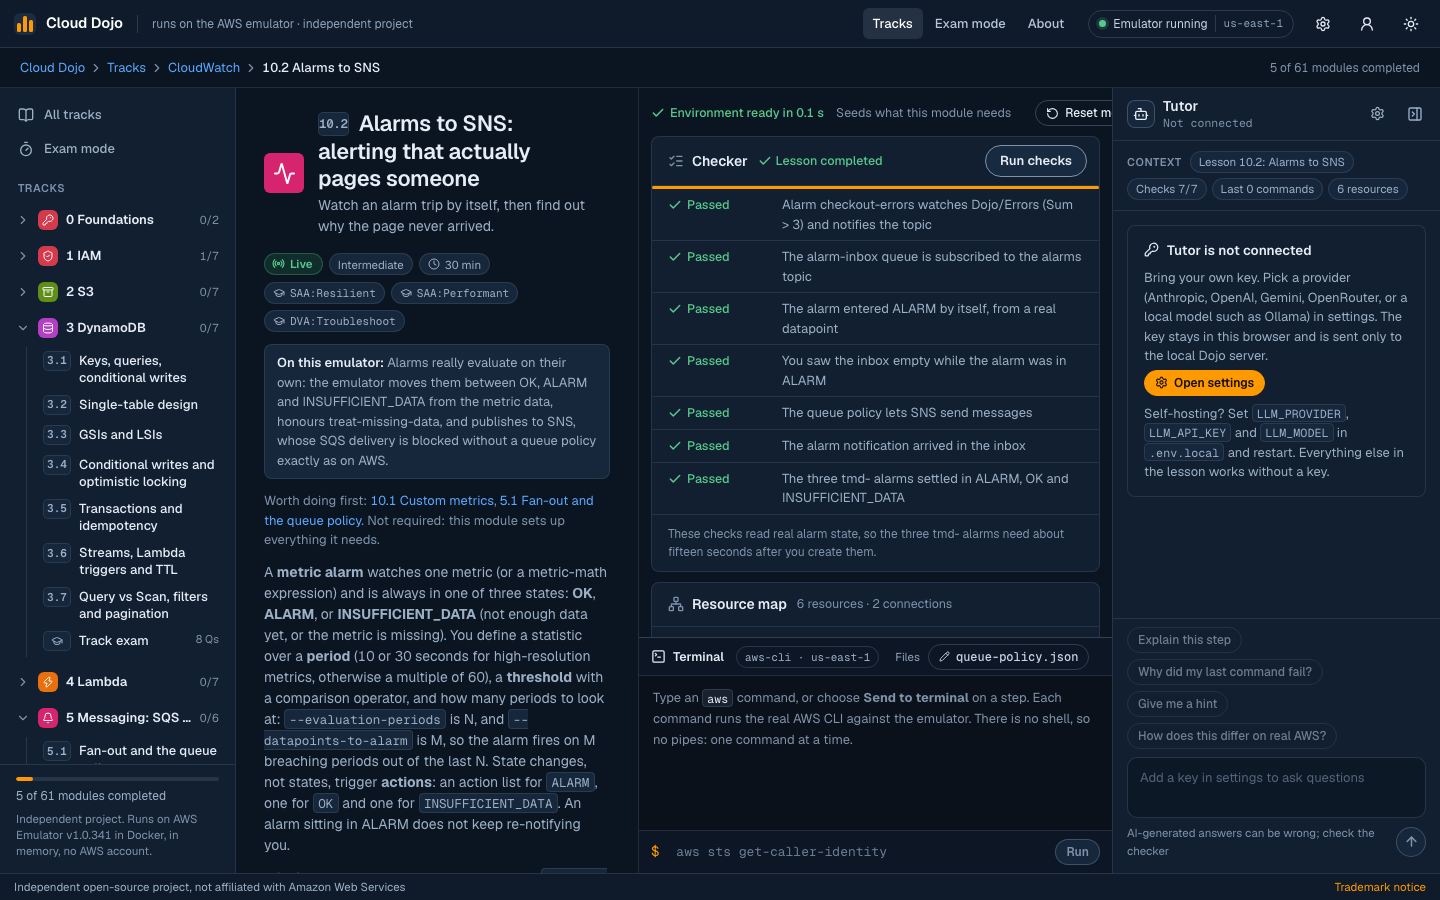 Cloud Dojo
runs on the AWS emulator · independent project
Tracks
Exam mode
About
Emulator running
us-east-1
Cloud Dojo
Tracks
CloudWatch
10.2 Alarms to SNS
5 of 61 modules completed
All tracks
Exam mode
TRACKS
0 Foundations 0/2
1 IAM 1/7
2 S3 0/7
3 DynamoDB 0/7
3.1 Keys, queries,
conditional writes
3.2 Single-table design
3.3 GSIs and LSIs
3.4 Conditional writes and
optimistic locking
3.5 Transactions and
idempotency
3.6 Streams, Lambda
triggers and TTL
3.7 Query vs Scan, filters
and pagination
Track exam 8 Qs
4 Lambda 0/7
5 Messaging: SQS ... 0/6
5.1 Fan-out and the queue
5 of 61 modules completed
Independent project. Runs on AWS
Emulator v1.0.341 in Docker, in
memory, no AWS account.
10.2 Alarms to SNS:
alerting that actually
pages someone
Watch an alarm trip by itself, then find out
why the page never arrived.
Live
Intermediate
30 min
SAA:Resilient
SAA:Performant
DVA:Troubleshoot
On this emulator: Alarms really evaluate on their
own: the emulator moves them between OK, ALARM
and INSUFFICIENT_DATA from the metric data,
honours treat-missing-data, and publishes to SNS,
whose SQS delivery is blocked without a queue policy
exactly as on AWS.
Worth doing first: 10.1 Custom metrics, 5.1 Fan-out and
the queue policy. Not required: this module sets up
everything it needs.
A metric alarm watches one metric (or a metric-math
expression) and is always in one of three states: OK,
ALARM, or INSUFFICIENT_DATA (not enough data
yet, or the metric is missing). You define a statistic
over a period (10 or 30 seconds for high-resolution
metrics, otherwise a multiple of 60), a threshold with
a comparison operator, and how many periods to look
at: --evaluation-periods is N, and --
datapoints-to-alarm is M, so the alarm fires on M
breaching periods out of the last N. State changes,
not states, trigger actions: an action list for ALARM,
one for OK and one for INSUFFICIENT_DATA. An
alarm sitting in ALARM does not keep re-notifying
you.
Environment ready in 0.1 s
Seeds what this module needs
Reset m
Checker
Lesson completed
Run checks
Passed Alarm checkout-errors watches Dojo/Errors (Sum
> 3) and notifies the topic
Passed The alarm-inbox queue is subscribed to the alarms
topic
Passed The alarm entered ALARM by itself, from a real
datapoint
Passed You saw the inbox empty while the alarm was in
ALARM
Passed The queue policy lets SNS send messages
Passed The alarm notification arrived in the inbox
Passed The three tmd- alarms settled in ALARM, OK and
INSUFFICIENT_DATA
These checks read real alarm state, so the three tmd- alarms need about
fifteen seconds after you create them.
Resource map 6 resources · 2 connections
Terminal
aws-cli · us-east-1
Files
queue-policy.json
Type an aws command, or choose Send to terminal on a step. Each
command runs the real AWS CLI against the emulator. There is no shell, so
no pipes: one command at a time.
$ aws sts get-caller-identity
Run
Tutor
Not connected
CONTEXT
Lesson 10.2: Alarms to SNS
Checks 7/7
Last 0 commands
6 resources
Tutor is not connected
Bring your own key. Pick a provider
(Anthropic, OpenAI, Gemini, OpenRouter, or a
local model such as Ollama) in settings. The
key stays in this browser and is sent only to
the local Dojo server.
Open settings
Self-hosting? Set LLM_PROVIDER,
LLM_API_KEY and LLM_MODEL in
.env.local and restart. Everything else in
the lesson works without a key.
Explain this step
Why did my last command fail?
Give me a hint
How does this differ on real AWS?
Add a key in settings to ask questions
AI-generated answers can be wrong; check the
checker
Independent open-source project, not affiliated with Amazon Web Services
Trademark notice